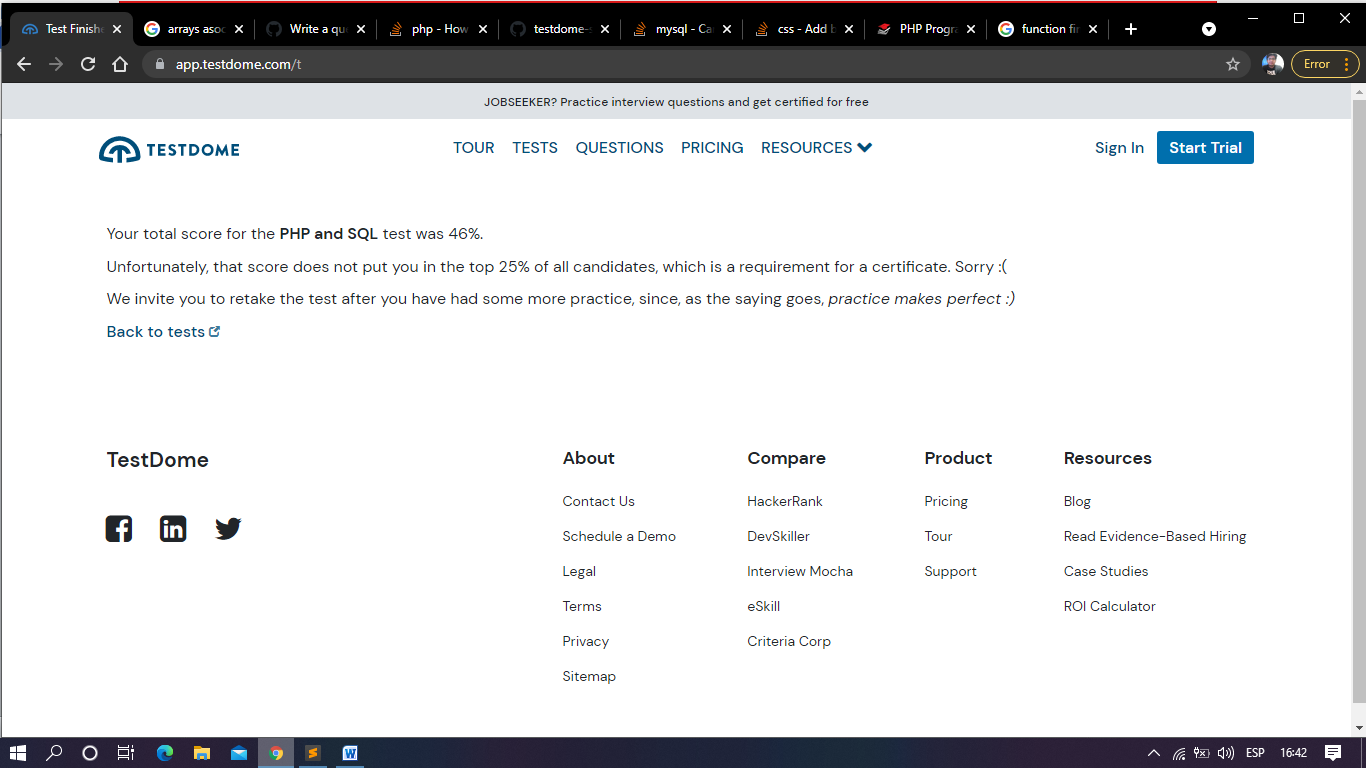 Test Finishe
arrays asoc
Write a que
php - How
testdome-s
mysql - Ca
css - Add b
PHP Progra
function fi
app.testdome.com/t
Error
JOBSEEKER? Practice interview questions and get certified for free
TESTDOME
TOUR TESTS QUESTIONS PRICING RESOURCES
Sign In
Start Trial
Your total score for the PHP and SQL test was 46%.
Unfortunately, that score does not put you in the top 25% of all candidates, which is a requirement for a certificate. Sorry :(
We invite you to retake the test after you have had some more practice, since, as the saying goes, practice makes perfect :)
Back to tests
TestDome
About
Contact Us
Schedule a Demo
Legal
Terms
Privacy
Sitemap
Compare
HackerRank
DevSkiller
Interview Mocha
eSkill
Criteria Corp
Product
Pricing
Tour
Support
Resources
Blog
Read Evidence-Based Hiring
Case Studies
ROI Calculator
ESP
16:42